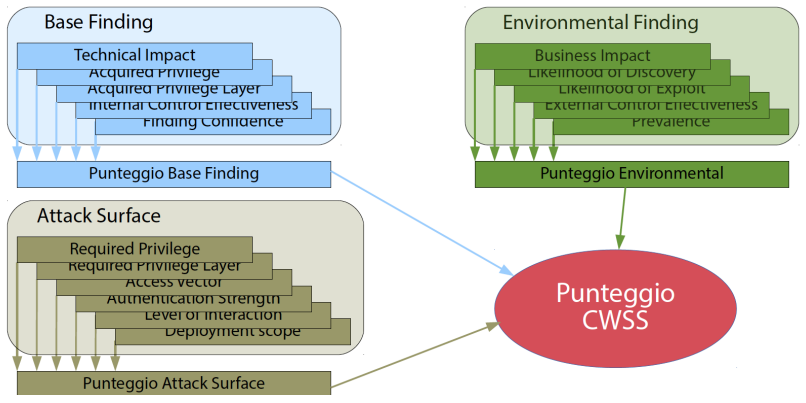 Base Finding
Technical Impact
Acquired Privilege
Acquired Privilege Layer
Internal Control Effectiveness
Finding Confidence
Punteggio Base Finding
Environmental Finding
Business Impact
Likelihood of Discovery
Likelihood of Exploit
External Control Effectiveness
Prevalence
Punteggio Environmental
Attack Surface
Required Privilege
Required Privilege Layer
Access Vector
Authentication Strength
Level of Interaction
Deployment scope
Punteggio Attack Surface
Punteggio
CWSS